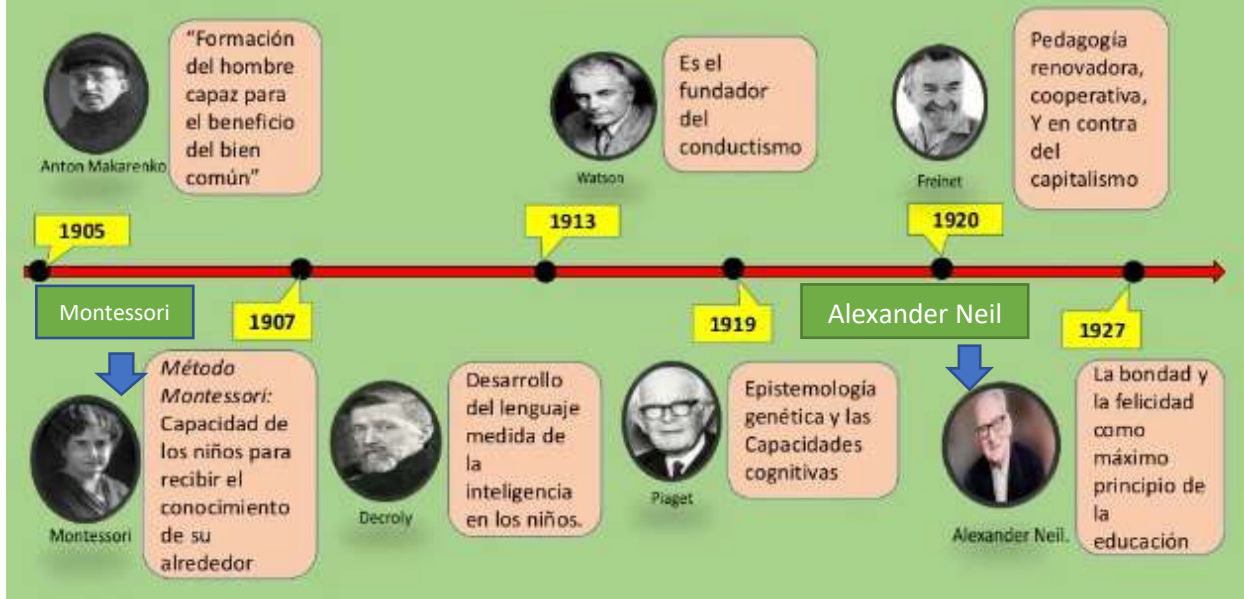 “Formación
del hombre
capaz para
el beneficio
del bien
común”
Anton Makarenko
Es el
fundador
del
conductismo
Watson
Pedagogía
renovadora,
cooperativa,
Y en contra
del
capitalismo
Freinet
1905
1913
1920
Montessori
1907
1919
Alexander Neil
1927
Método
Montessori:
Capacidad de
los niños para
recibir el
conocimiento
de su
alrededor
Montessori
Desarrollo
del lenguaje
medida de
la
inteligencia
en los niños.
Decroly
Epistemología
genética y las
Capacidades
cognitivas
Piaget
La bondad y
la felicidad
como
máximo
principio de
la
educación
Alexander Neil.